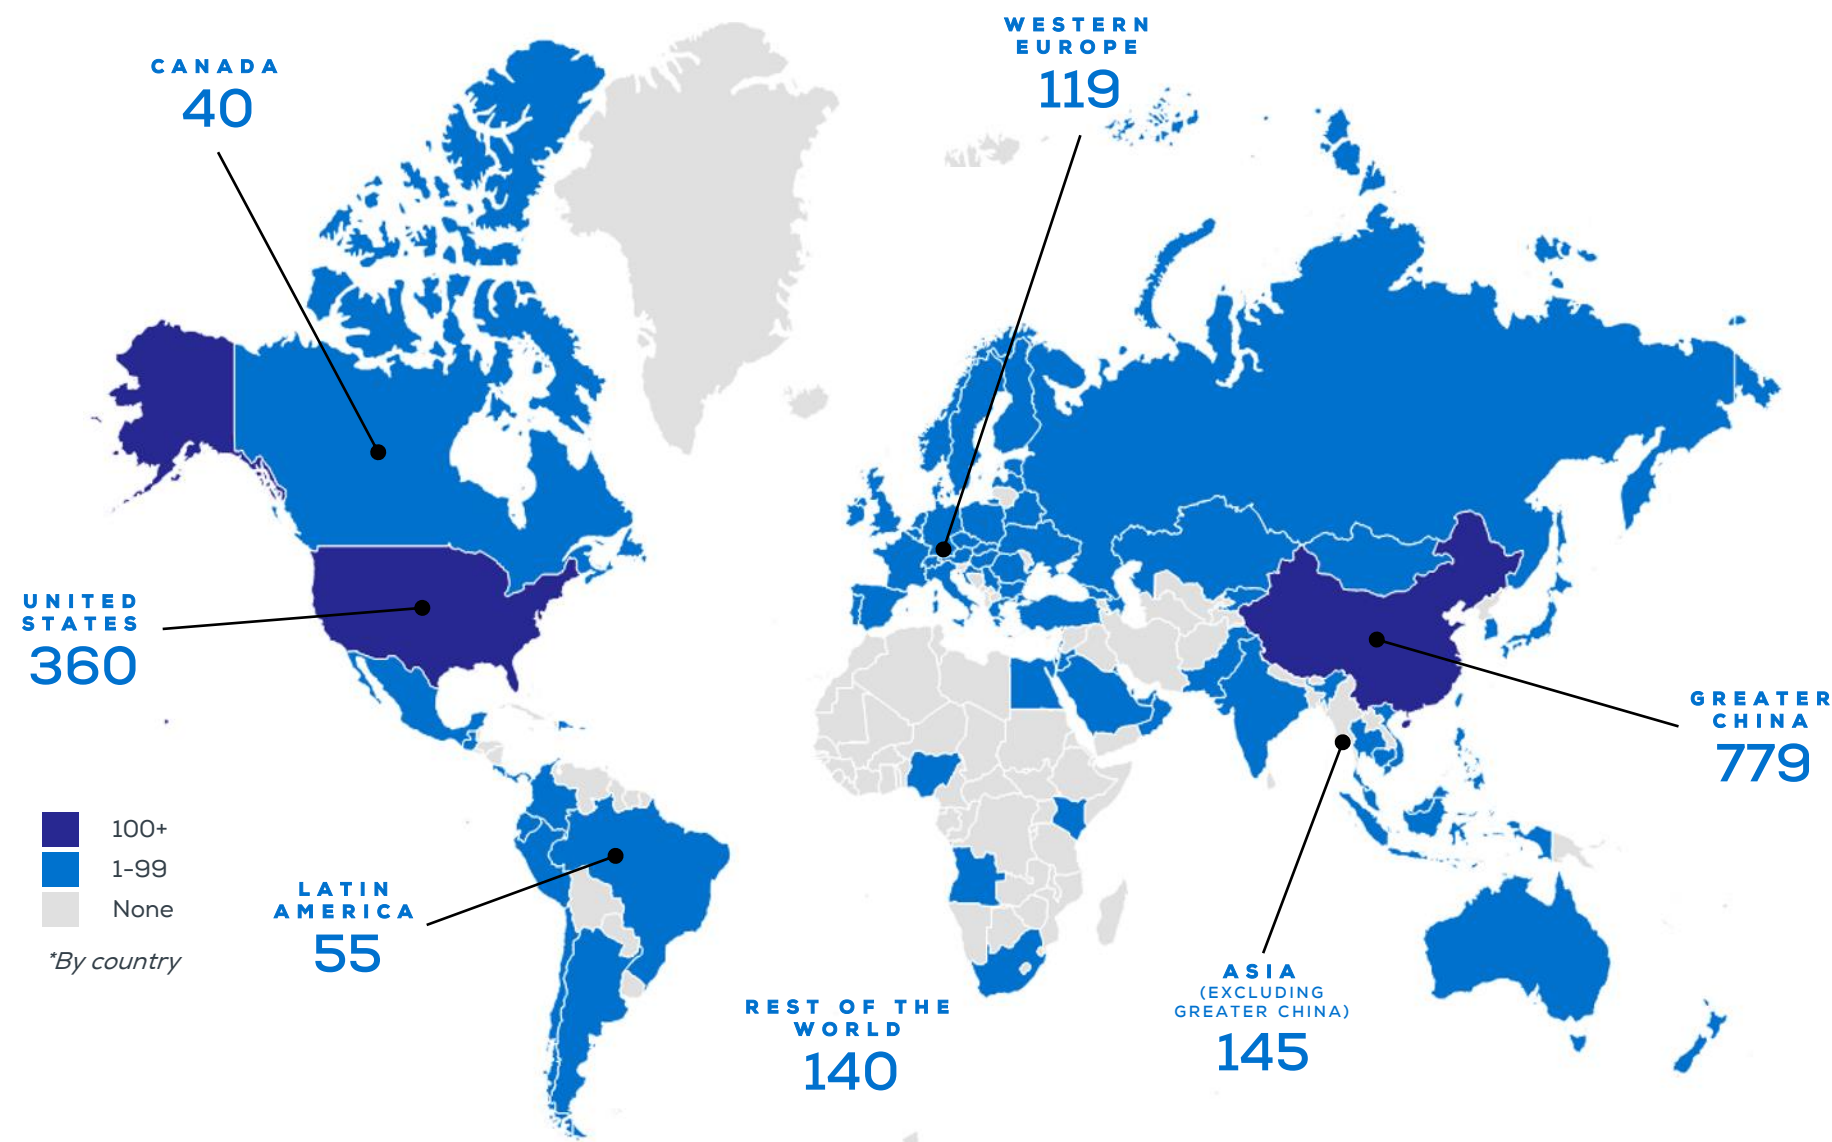 WESTERN
EUROPE
119
CANADA
40
UNITED
STATES
360
GREATER
CHINA
779
100+
1-99
None
*By country
LATIN
AMERICA
55
REST OF THE
WORLD
140
ASIA
(EXCLUDING
GREATER CHINA)
145